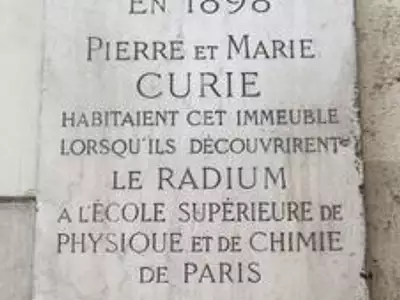 EN 1898
PIERRE ET MARIE
CURIE
HABITAIENT CET IMMEUBLE
LORSQU'ILS DÉCOUVRIRENT
LE RADIUM
A L'ÉCOLE SUPÉRIEURE DE
PHYSIQUE ET DE CHIMIE
DE PARIS